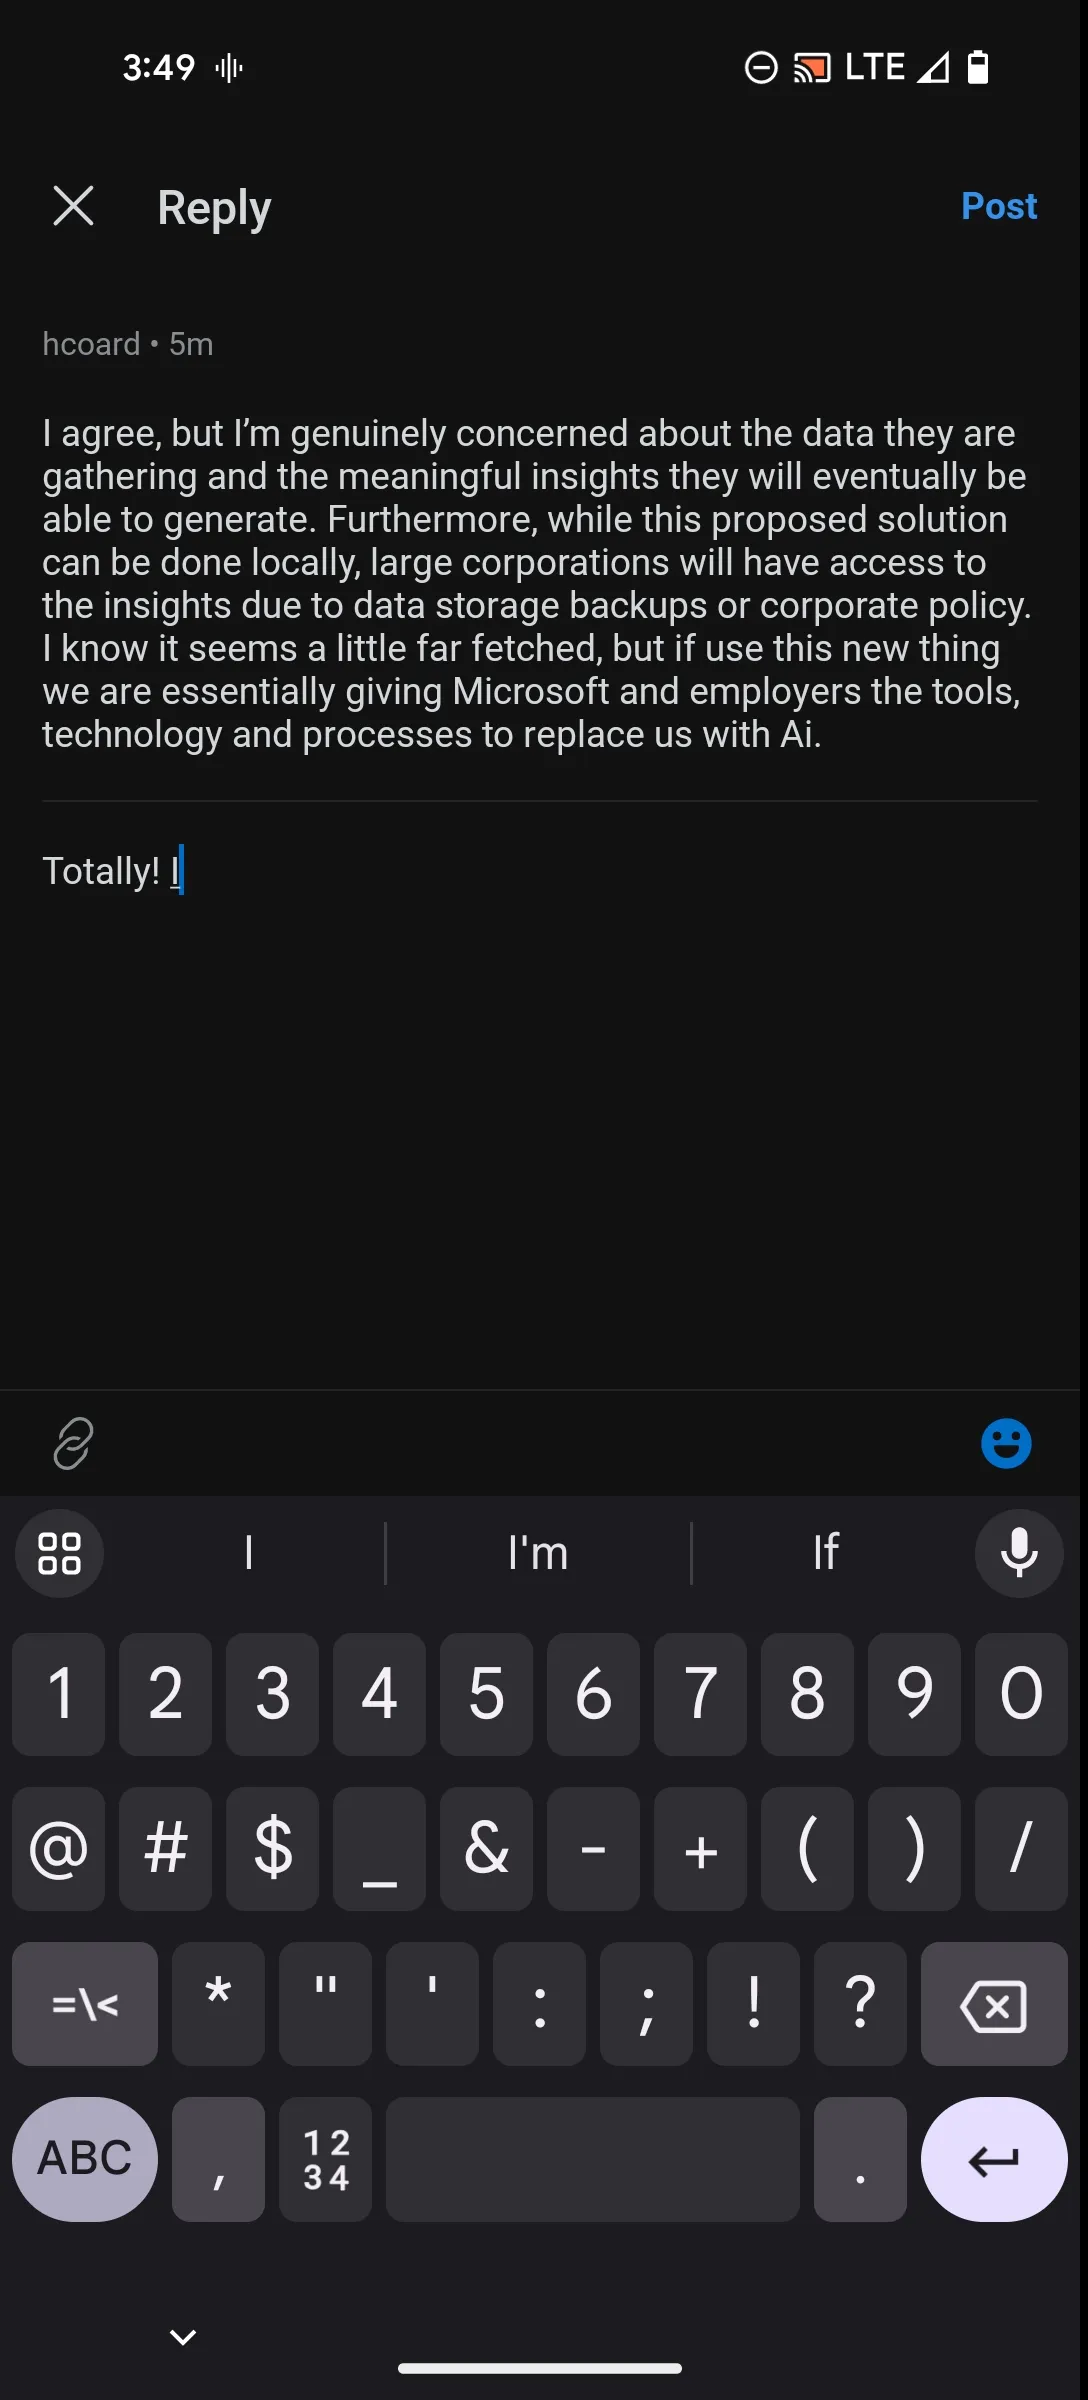 3:49 LTE
Reply Post
hcoard • 5m
I agree, but I’m genuinely concerned about the data they are
gathering and the meaningful insights they will eventually be
able to generate. Furthermore, while this proposed solution
can be done locally, large corporations will have access to
the insights due to data storage backups or corporate policy.
I know it seems a little far fetched, but if use this new thing
we are essentially giving Microsoft and employers the tools,
technology and processes to replace us with Ai.
Totally! I
I I'm If
1 2 3 4 5 6 7 8 9 0
@ # $ _ & - + ( ) /
=\< * " ' : ; ! ?
ABC , 12 .
34